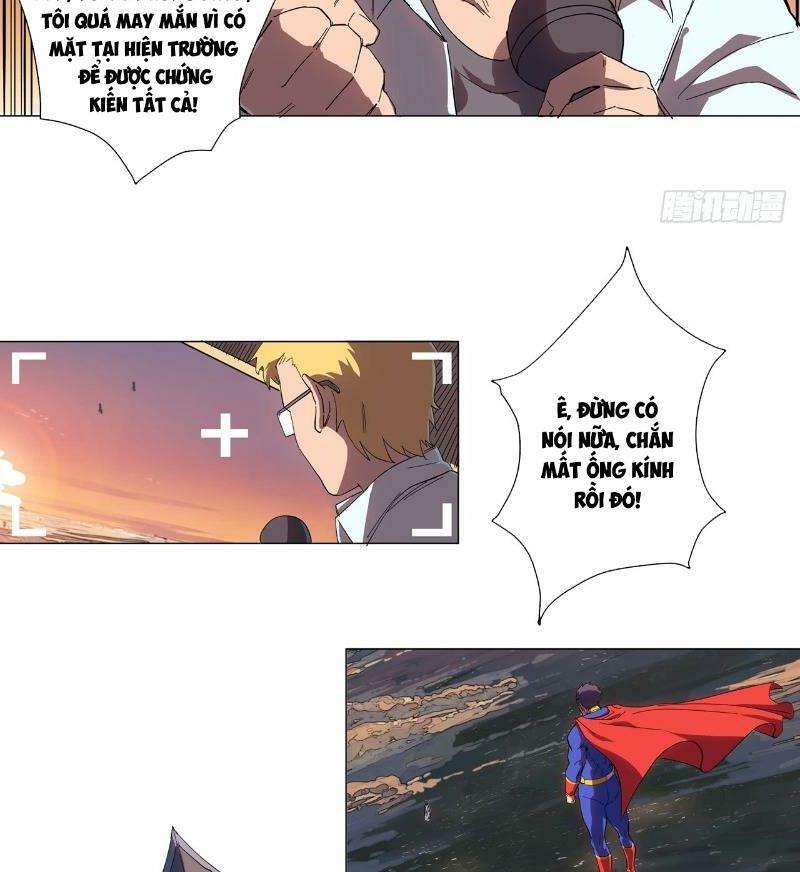 TÔI QUÁ MAY MẮN VÌ CÓ
MẶT TẠI HIỆN TRƯỜNG
ĐỂ ĐƯỢC CHỨNG
KIẾN TẤT CẢ!
腾讯动漫
Ê, ĐỪNG CÓ
NÓI NỮA, CHẮN
MẤT ỐNG KÍNH
RỒI ĐÓ!